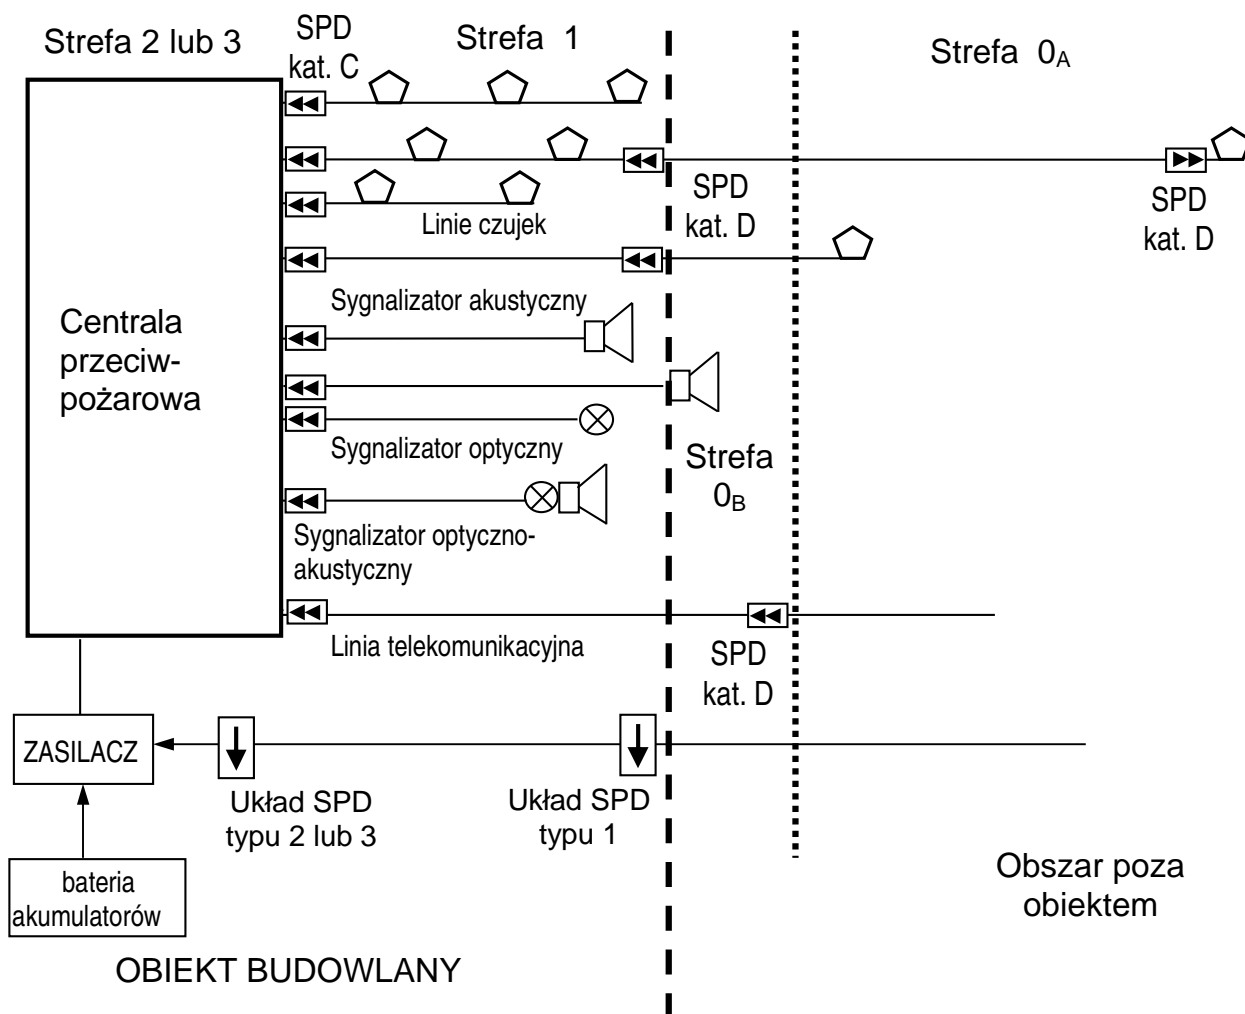 Strefa 2 lub 3
SPD
kat. C
Strefa 1
Strefa 0A
SPD
kat. D
SPD
kat. D
Linie czujek
Sygnalizator akustyczny
Centrala
przeciw-
pożarowa
Sygnalizator optyczny
Strefa
0B
Sygnalizator optyczno-
akustyczny
Linia telekomunikacyjna
SPD
kat. D
ZASILACZ
Układ SPD
typu 2 lub 3
Układ SPD
typu 1
bateria
akumulatorów
Obszar poza
obiektem
OBIEKT BUDOWLANY